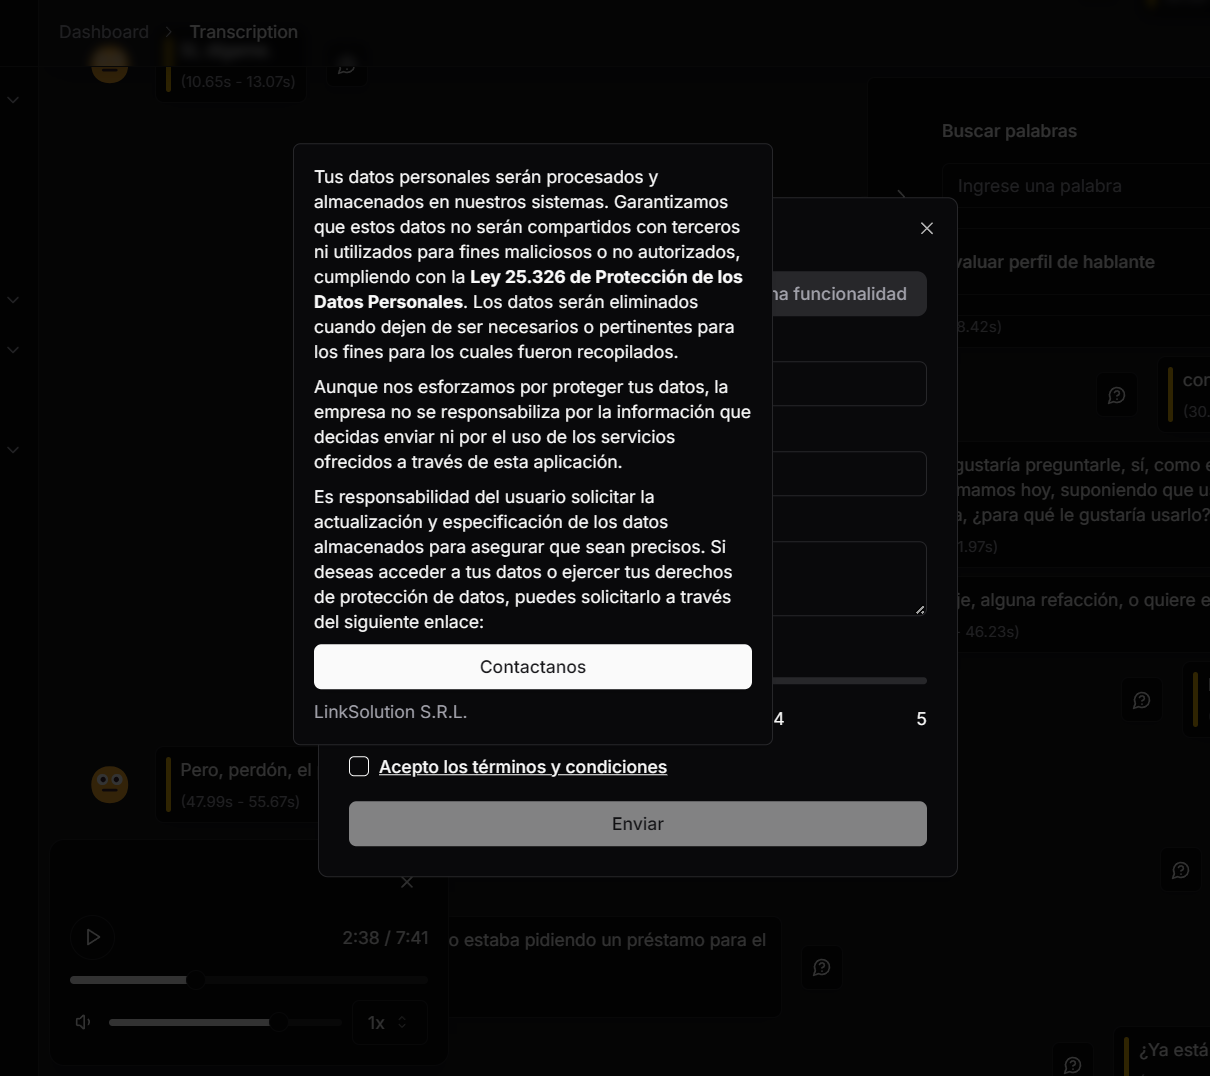 Dashboard > Transcription
(10.65s - 13.07s)
Buscar palabras
Ingrese una palabra
Tus datos personales serán procesados y
almacenados en nuestros sistemas. Garantizamos
que estos datos no serán compartidos con terceros
ni utilizados para fines maliciosos o no autorizados,
cumpliendo con la Ley 25.326 de Protección de los
Datos Personales. Los datos serán eliminados
cuando dejen de ser necesarios o pertinentes para
los fines para los cuales fueron recopilados.
Aunque nos esforzamos por proteger tus datos, la
empresa no se responsabiliza por la información que
decidas enviar ni por el uso de los servicios
ofrecidos a través de esta aplicación.
Es responsabilidad del usuario solicitar la
actualización y especificación de los datos
almacenados para asegurar que sean precisos. Si
deseas acceder a tus datos o ejercer tus derechos
de protección de datos, puedes solicitarlo a través
del siguiente enlace:
Contactanos
LinkSolution S.R.L.
na funcionalidad
4 5
Acepto los términos y condiciones
Enviar
valuar perfil de hablante
8.42s)
con
(30.
gustaría preguntarle, sí, como e
mamos hoy, suponiendo que u
a, ¿para qué le gustaría usarlo?
1.97s)
je, alguna refacción, o quiere e
- 46.23s)
Pero, perdón, el
(47.99s - 55.67s)
2:38 / 7:41
1x
o estaba pidiendo un préstamo para el
¿Ya está